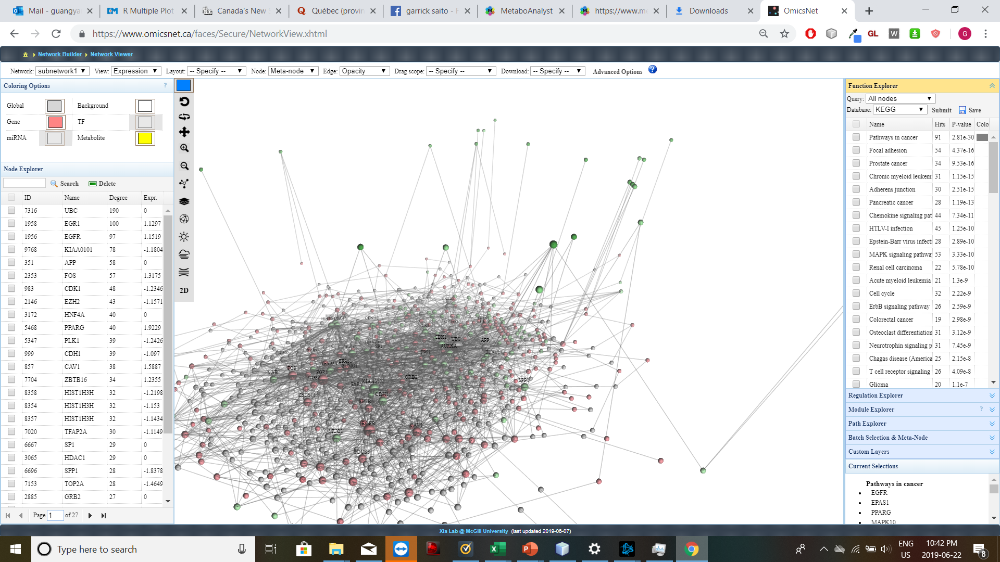 Mail - guangya
R Multiple Plot
Canada's New S
Québec (provin
garrick saito - F
MetaboAnalyst
https://www.me
Downloads
OmicsNet
https://www.omicsnet.ca/faces/Secure/NetworkView.xhtml
GL
W
G
Network Builder
Network Viewer
Network: subnetwork1 View: Expression Layout: -- Specify -- Node: Meta-node Edge: Opacity Drag scope: -- Specify -- Download: -- Specify -- Advanced Options ?
Coloring Options ?
Global Background
Gene TF
miRNA Metabolite
Node Explorer
Search Delete
ID Name Degree Expr.
7316 UBC 190 0
1958 EGR1 100 1.1297
1956 EGFR 97 1.1519
9768 KIAA0101 78 -1.1804
351 APP 58 0
2353 FOS 57 1.3175
983 CDK1 48 -1.2346
2146 EZH2 43 -1.1571
3172 HNF4A 40 0
5468 PPARG 40 1.9229
5347 PLK1 39 -1.2426
999 CDH1 39 -1.097
857 CAV1 38 1.5887
7704 ZBTB16 34 1.2355
8358 HIST1H3H 32 -1.2198
8354 HIST1H3H 32 -1.153
8357 HIST1H3H 32 -1.1434
7020 TFAP2A 30 -1.1149
6667 SP1 29 0
3065 HDAC1 29 0
6696 SPP1 28 -1.8378
7153 TOP2A 28 -1.4649
2885 GRB2 27 0
Page 1 of 27
2D
CCNA2
CDK1
UBC
APP
AURKA
SP1
EPAS1
TFAP2A
SUMO1
FOS
MYB
EGR1
PTGS2
GRB2
SPP1
ESR1
KIAA0101
CDH1
ZBTB16
SPTBN1
EGFR
MUC1
SOCS3
Function Explorer
Query: All nodes
Database: KEGG Submit Save
Name Hits P-value Colo
Pathways in cancer 91 2.81e-30
Focal adhesion 54 4.37e-16
Prostate cancer 34 9.53e-16
Chronic myeloid leukemi 31 1.15e-15
Adherens junction 30 2.51e-15
Pancreatic cancer 28 1.19e-13
Chemokine signaling pat 44 7.34e-11
HTLV-I infection 45 1.25e-10
Epstein-Barr virus infecti 28 2.89e-10
MAPK signaling pathway 53 3.33e-10
Renal cell carcinoma 22 5.78e-10
Acute myeloid leukemia 21 1.3e-9
Cell cycle 32 2.22e-9
ErbB signaling pathway 26 2.59e-9
Colorectal cancer 19 2.98e-9
Osteoclast differentiation 31 3.12e-9
Neurotrophin signaling p 31 7.45e-9
Chagas disease (America 25 2.15e-8
T cell receptor signaling 26 4.09e-8
Glioma 20 1.1e-7
Regulation Explorer
Module Explorer ?
Path Explorer
Batch Selection & Meta-Node
Custom Layers
Current Selections
Pathways in cancer
EGFR
EPAS1
PPARG
MAPK10
Xia Lab @ McGill University (last updated 2019-06-07)
Type here to search
ENG
US
10:42 PM
2019-06-22
8